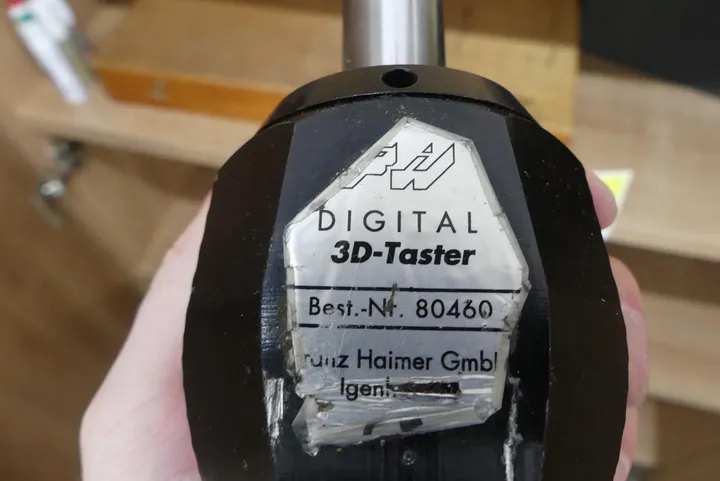 DIGITAL
3D-Taster
Best.-Nr. 80460
Haimer